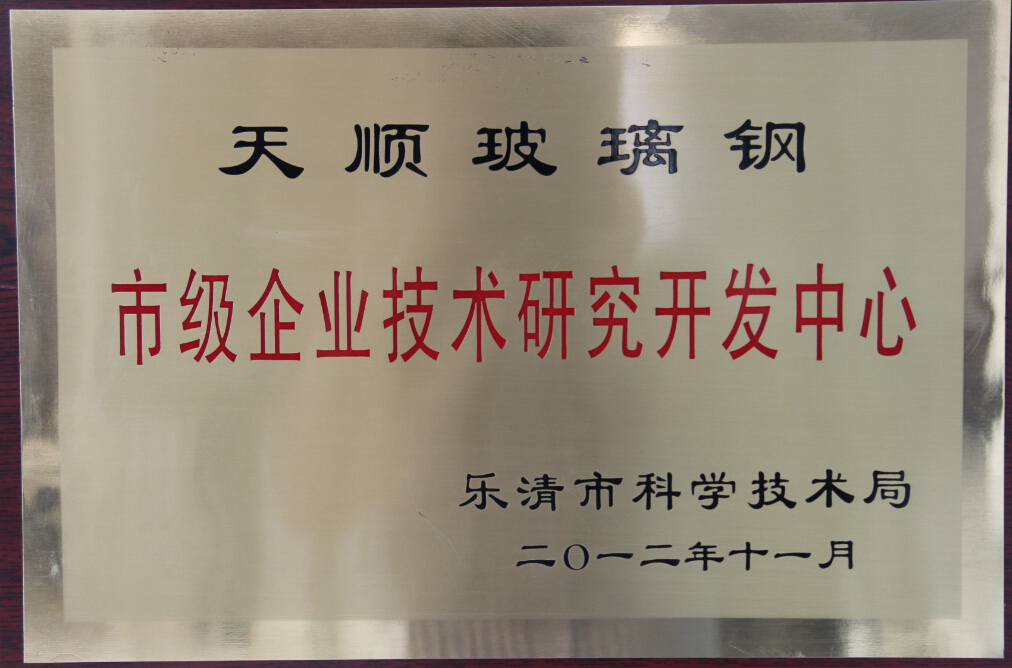 天顺玻璃钢
市级企业技术研究开发中心
乐清市科学技术局
二〇一二年十一月